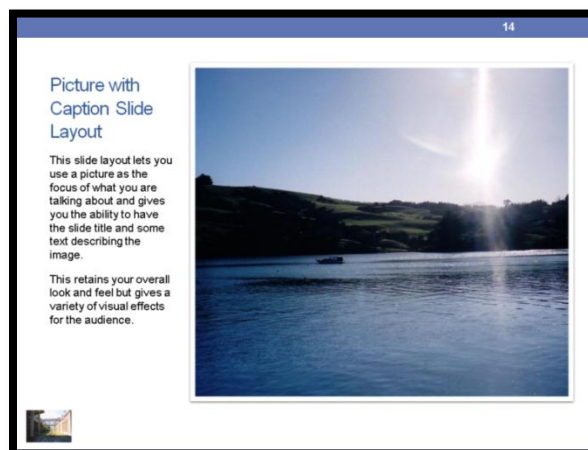 14
Picture with
Caption Slide
Layout
This slide layout lets you
use a picture as the
focus of what you are
talking about and gives
you the ability to have
the slide title and some
text describing the
image.
This retains your overall
look and feel but gives a
variety of visual effects
for the audience.